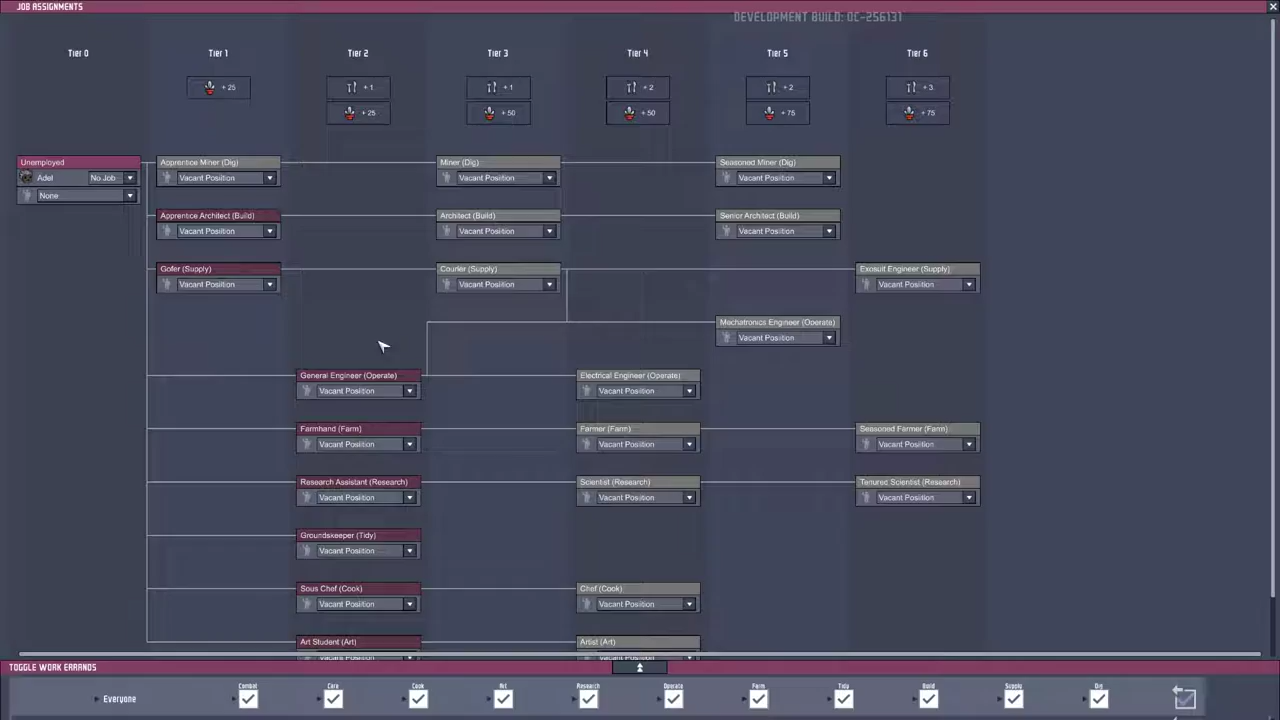 JOB ASSIGNMENTS
DEVELOPMENT BUILD: OC-256131
Tier 0 Tier 1 Tier 2 Tier 3 Tier 4 Tier 5 Tier 6
+ 25 + 1 + 1 + 2 + 2 + 3
+ 25 + 50 + 50 + 75 + 75
Unemployed Apprentice Miner (Dig) Miner (Dig) Seasoned Miner (Dig)
Adel No Job Vacant Position Vacant Position Vacant Position
None
Apprentice Architect (Build) Architect (Build) Senior Architect (Build)
Vacant Position Vacant Position Vacant Position
Gofer (Supply) Courier (Supply) Exosuit Engineer (Supply)
Vacant Position Vacant Position Vacant Position
Mechatronics Engineer (Operate)
Vacant Position
General Engineer (Operate) Electrical Engineer (Operate)
Vacant Position Vacant Position
Farmhand (Farm) Farmer (Farm) Seasoned Farmer (Farm)
Vacant Position Vacant Position Vacant Position
Research Assistant (Research) Scientist (Research) Tenured Scientist (Research)
Vacant Position Vacant Position Vacant Position
Groundskeeper (Tidy)
Vacant Position
Sous Chef (Cook) Chef (Cook)
Vacant Position Vacant Position
Art Student (Art) Artist (Art)
Vacant Position Vacant Position
TOGGLE WORK ERRANDS
Combat Care Cook Art Research Operate Farm Tidy Build Supply Dig
Everyone